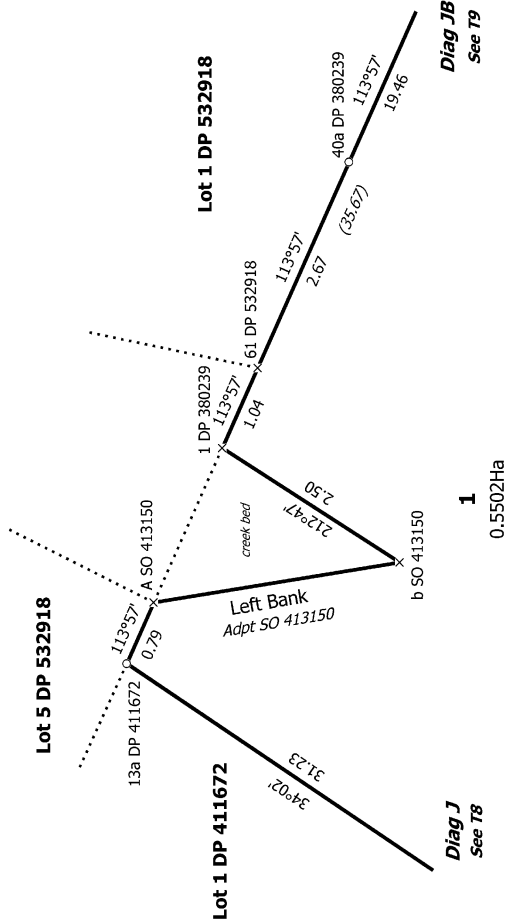 Diag JB
See T9
19.46
113°57'
40a DP 380239
(35.67)
Lot 1 DP 532918
113°57'
2.67
61 DP 532918
113°57'
1.04
1 DP 380239
2.50
212°47'
creek bed
1
0.5502Ha
b SO 413150
A SO 413150
Left Bank
Adpt SO 413150
113°57'
0.79
Lot 5 DP 532918
13a DP 411672
31.23
34°02'
Lot 1 DP 411672
Diag J
See T8